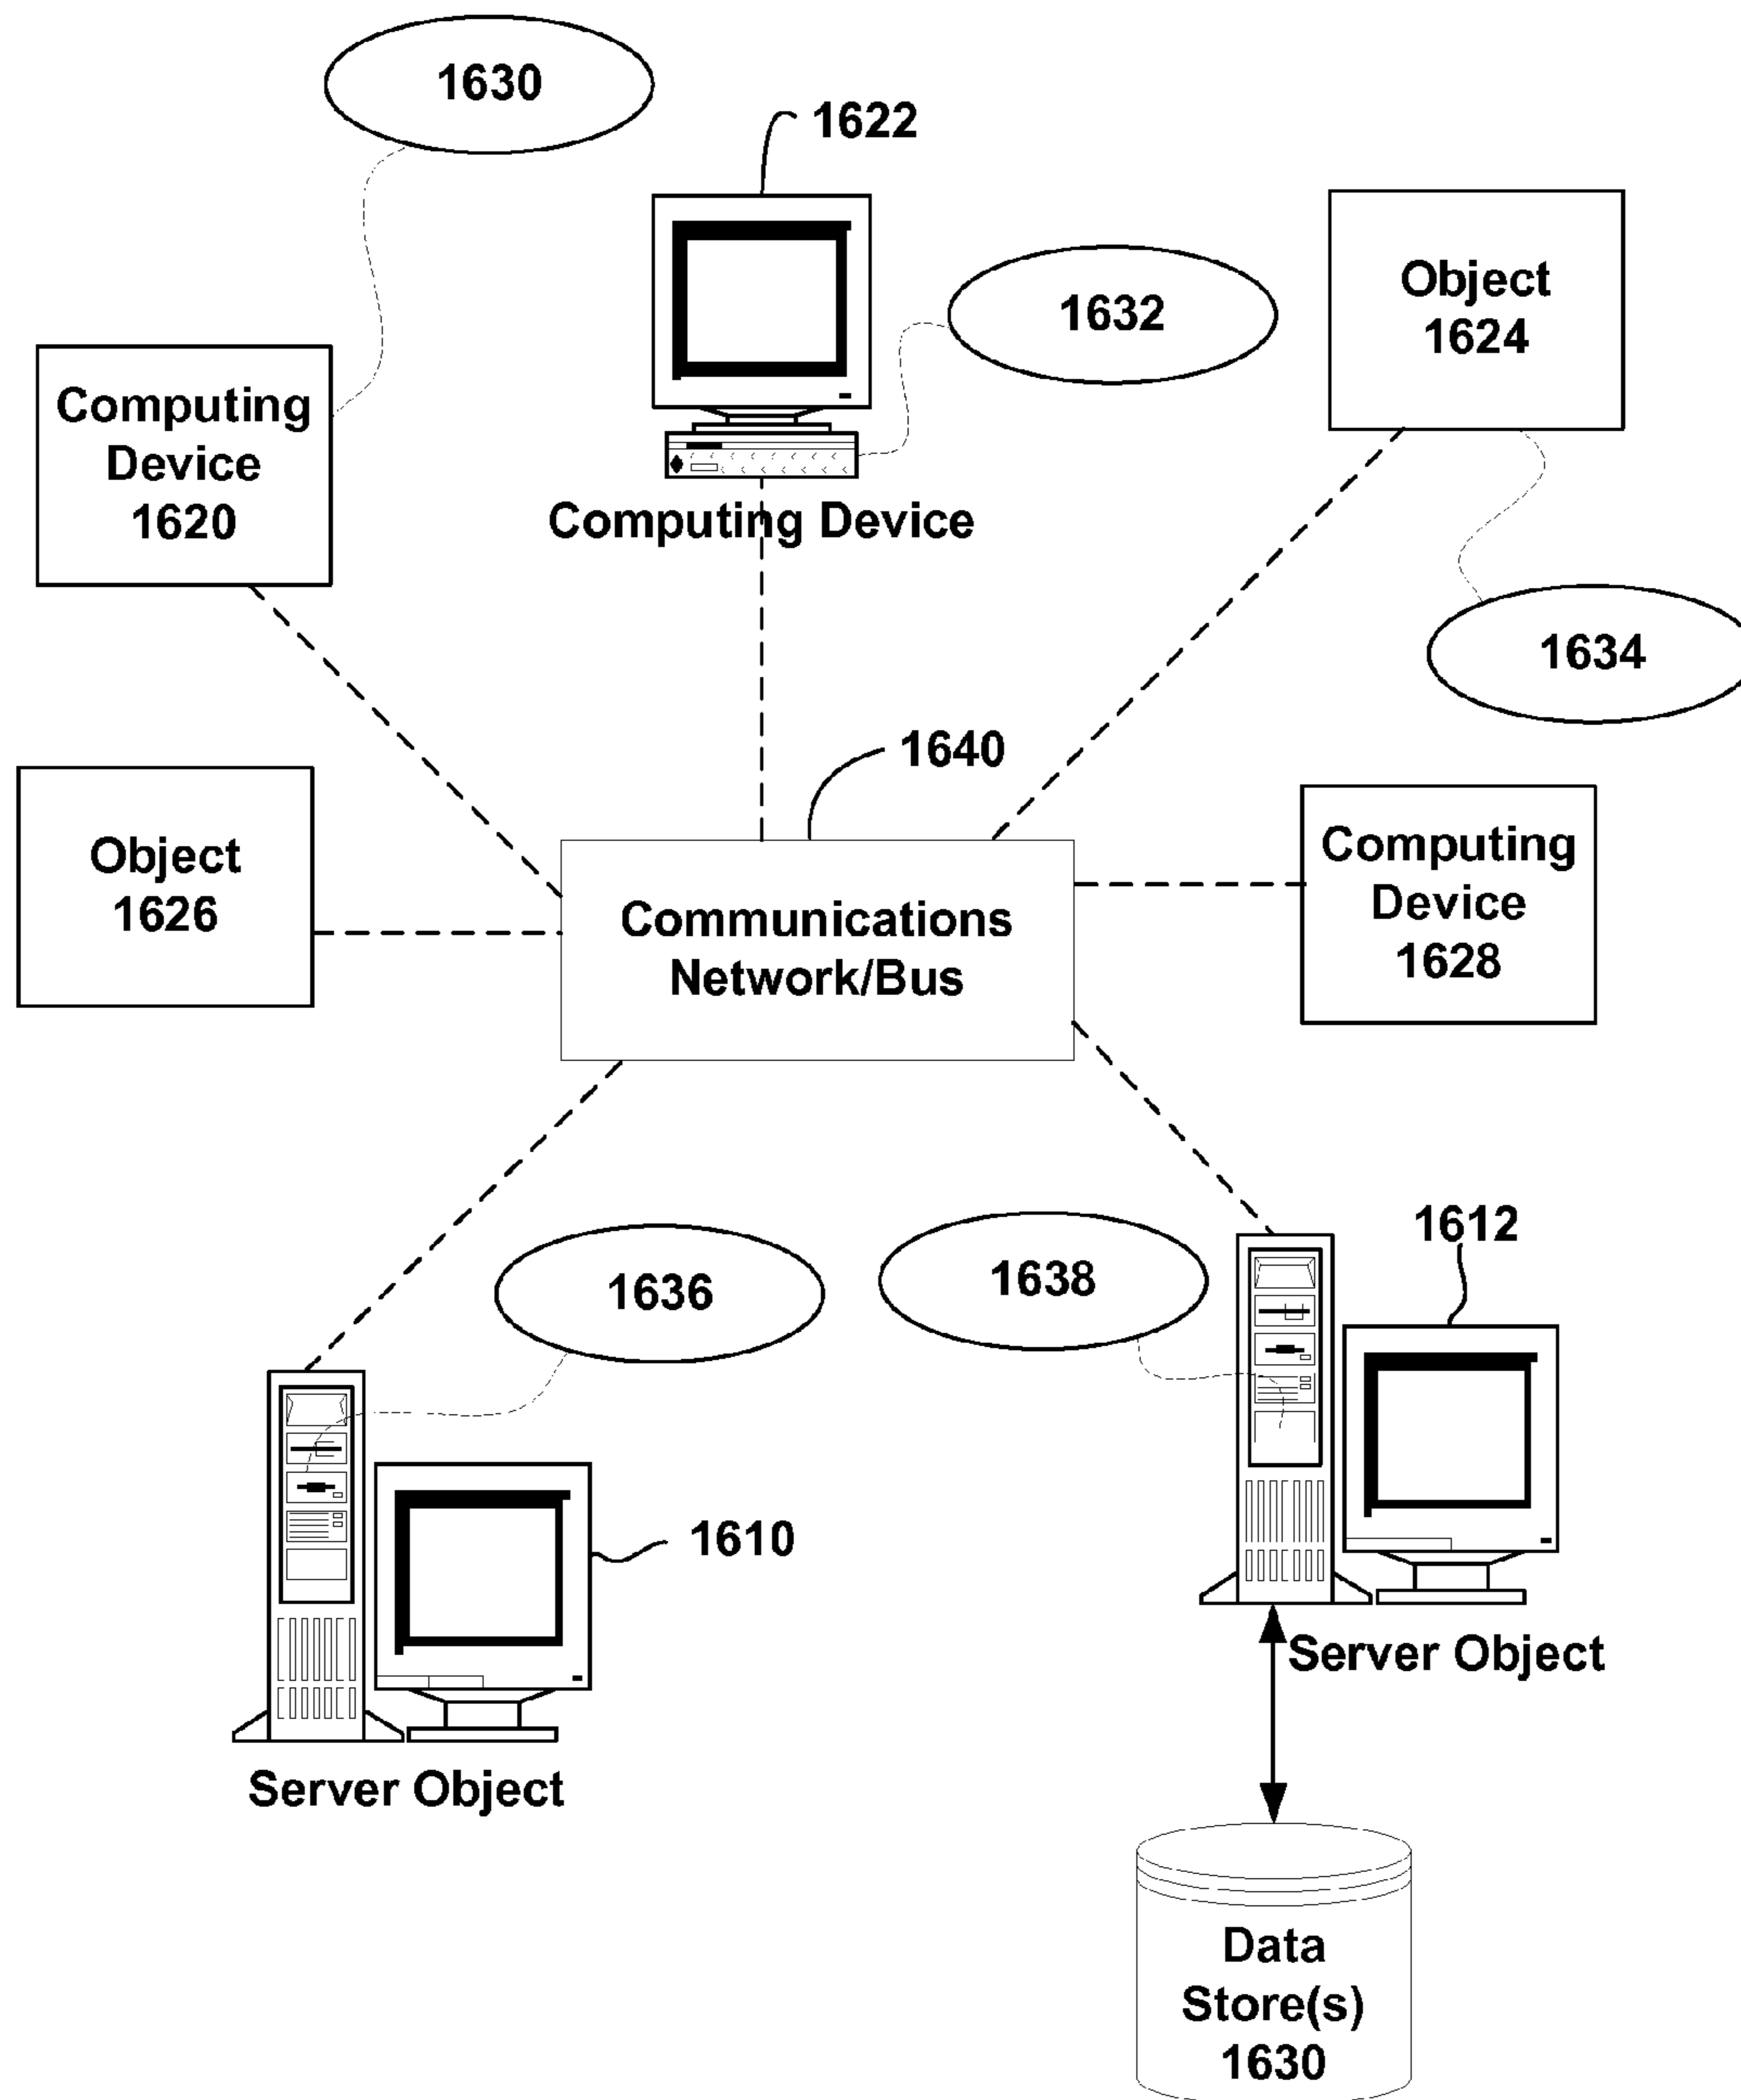 1630
1622
1632
Object
1624
Computing
Device
1620
Computing Device
1634
1640
Object
1626
Computing
Device
1628
Communications
Network/Bus
1636
1638
1612
1610
Server Object
Server Object
Data
Store(s)
1630